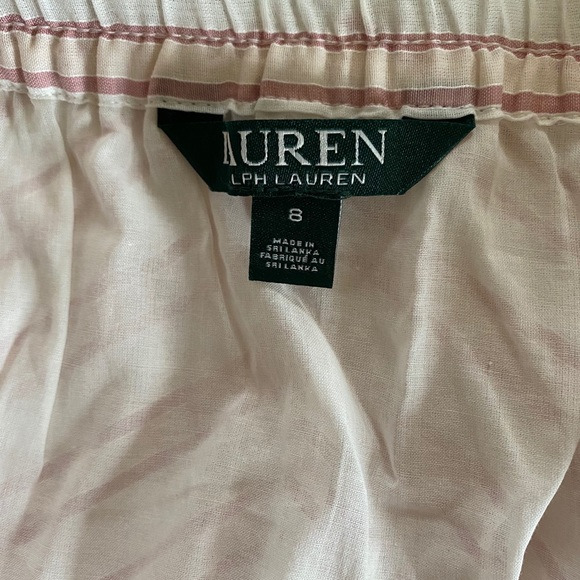 AUREN
LPH LAUREN
8
MADE IN
SRI LANKA
FABRIQUÉ AU
SRI LANKA